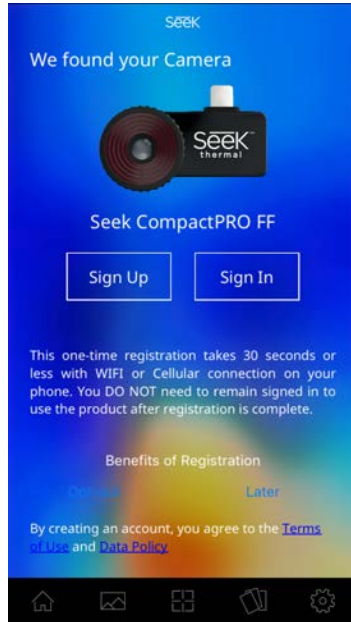 Seek
We found your Camera
Seek
thermal
Seek CompactPRO FF
Sign Up Sign In
This one-time registration takes 30 seconds or
less with WIFI or Cellular connection on your
phone. You DO NOT need to remain signed in to
use the product after registration is complete.
Benefits of Registration
Later
By creating an account, you agree to the Terms
of Use and Data Policy